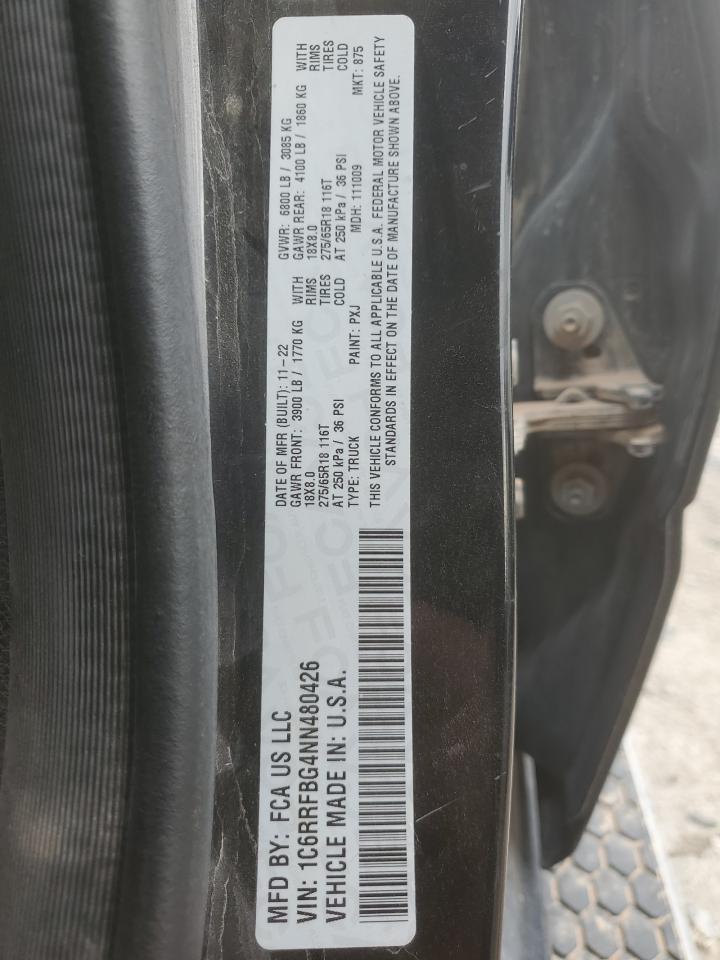 MFD BY: FCA US LLC
VIN: 1C6RRFBG4NN480426
VEHICLE MADE IN: U.S.A.
DATE OF MFR (BUILT): 11-22 GVWR: 6800 LB / 3085 KG
GAWR FRONT: 3900 LB / 1770 KG WITH GAWR REAR: 4100 LB / 1860 KG WITH
18X8.0 RIMS 18X8.0 RIMS
275/65R18 116T TIRES 275/65R18 116T TIRES
AT 250 kPa / 36 PSI COLD AT 250 kPa / 36 PSI COLD
TYPE: TRUCK PAINT: PXJ MDH: 111009 MKT: 875
THIS VEHICLE CONFORMS TO ALL APPLICABLE U.S.A. FEDERAL MOTOR VEHICLE SAFETY
STANDARDS IN EFFECT ON THE DATE OF MANUFACTURE SHOWN ABOVE.